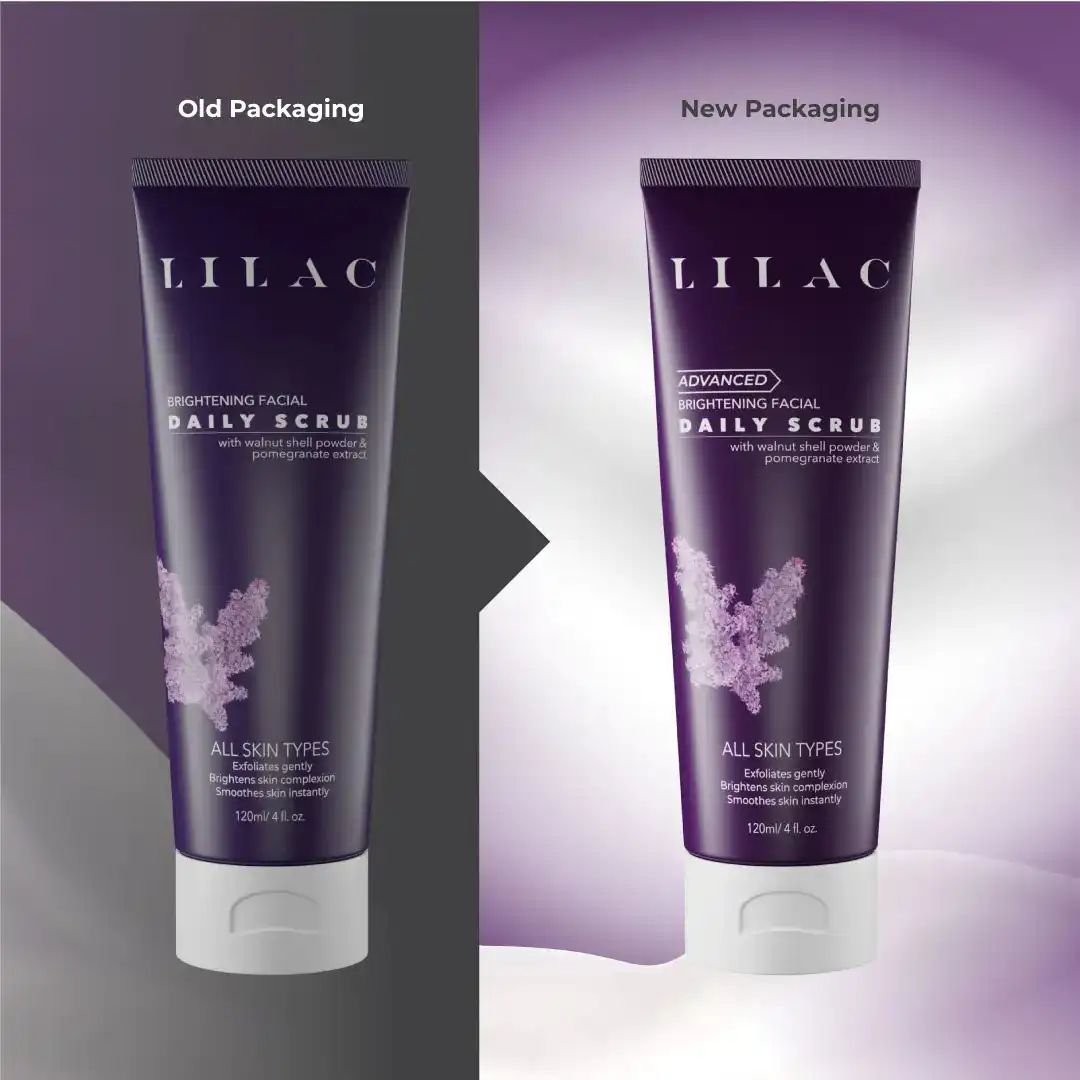 Old Packaging
LILAC
BRIGHTENING FACIAL
DAILY SCRUB
with walnut shell powder &
pomegranate extract
ALL SKIN TYPES
Exfoliates gently
Brightens skin complexion
Smoothes skin instantly
120ml/ 4 fl. oz.
New Packaging
LILAC
ADVANCED
BRIGHTENING FACIAL
DAILY SCRUB
with walnut shell powder &
pomegranate extract
ALL SKIN TYPES
Exfoliates gently
Brightens skin complexion
Smoothes skin instantly
120ml/ 4 fl. oz.